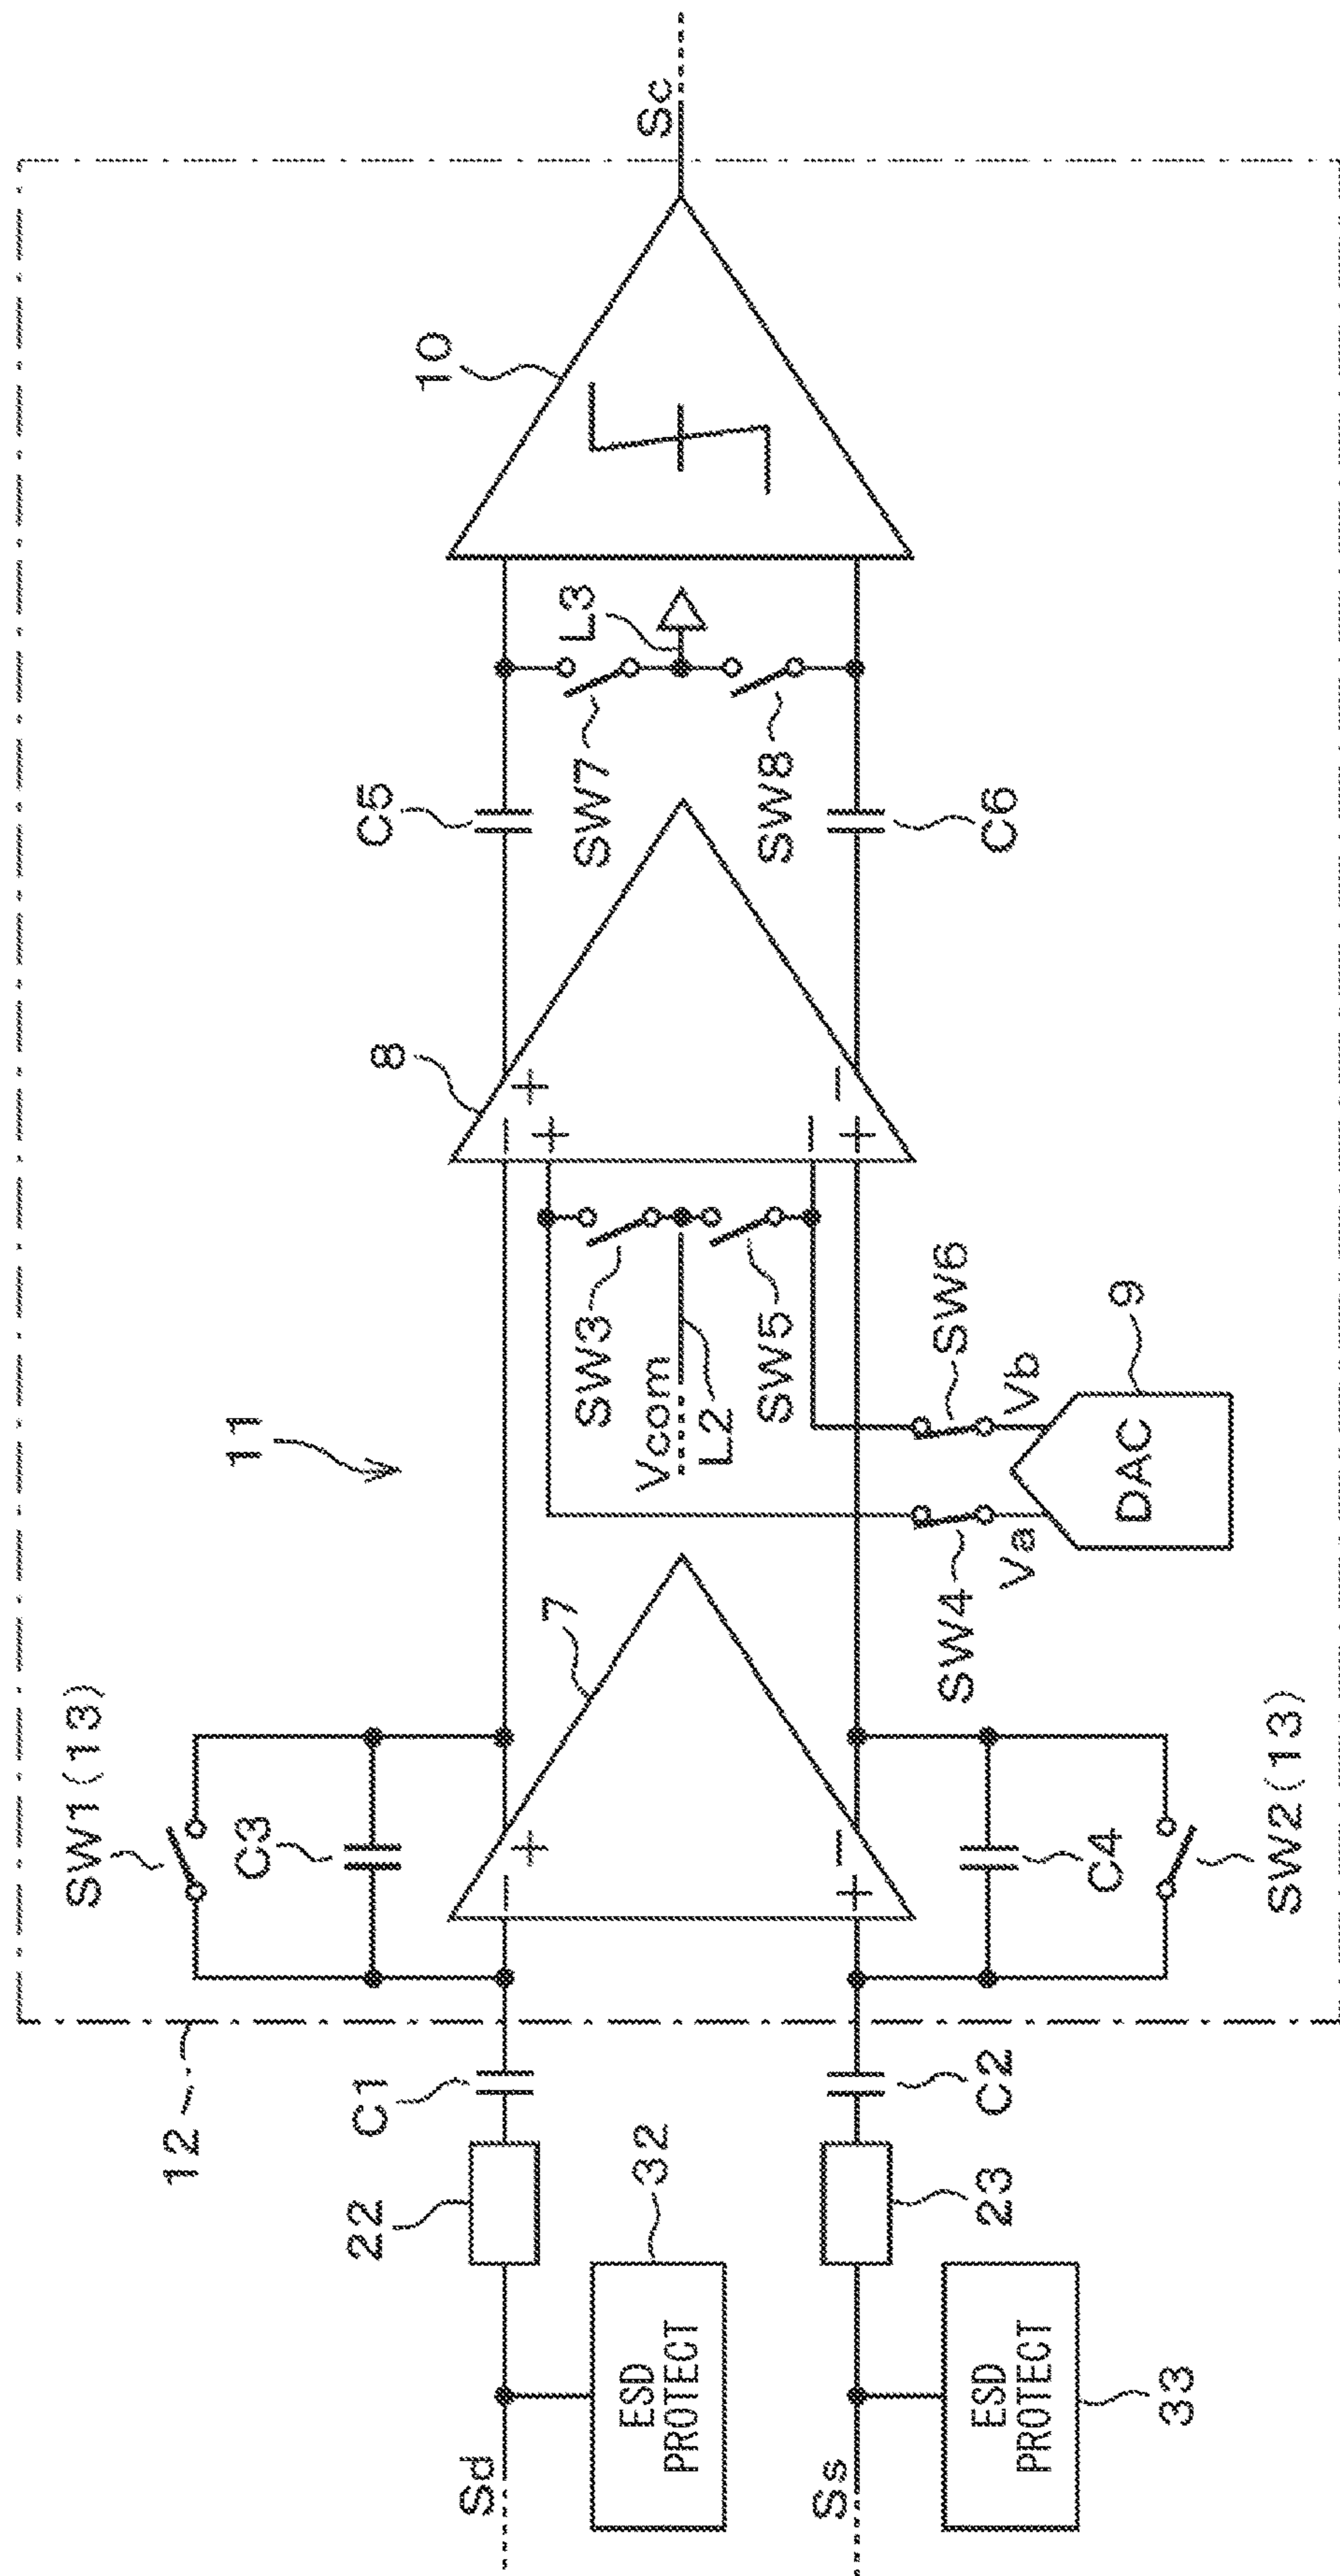 Sd
Ss
ESD
PROTECT
32
ESD
PROTECT
33
22
23
C1
C2
12
SW1(13)
C3
−
+
7
+
−
C4
SW2(13)
11
Vcom
L2
SW3
SW5
SW4
SW6
Va
Vb
DAC
9
8
−
+
+
−
+
−
C5
C6
SW7
SW8
L3
10
Sc